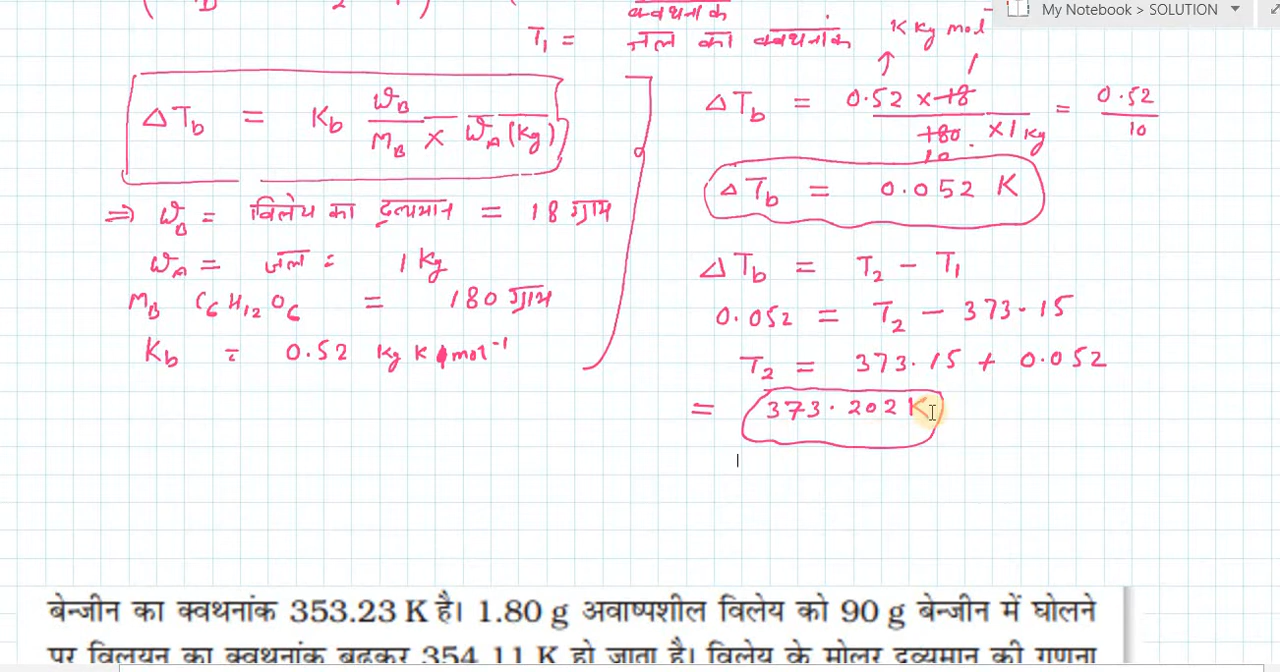 My Notebook > SOLUTION
क्वथनांक
T₁ = जल का क्वथनांक
K Kg mol⁻
ΔT_b = K_b W_B / M_B × W_A (Kg)
⇒ W_B = विलेय का द्रव्यमान = 18 ग्राम
W_A = जल = 1 Kg
M_B C₆H₁₂O₆ = 180 ग्राम
K_b = 0.52 Kg K mol⁻¹
ΔT_b = 0.52 × 18 / 180 × 1 Kg = 0.52 / 10
10
ΔT_b = 0.052 K
ΔT_b = T₂ - T₁
0.052 = T₂ - 373.15
T₂ = 373.15 + 0.052
= 373.202 K
बेन्जीन का क्वथनांक 353.23 K है। 1.80 g अवाष्पशील विलेय को 90 g बेन्जीन में घोलने
पर विलयन का क्वथनांक बढ़कर 354.11 K हो जाता है। विलेय के मोलर द्रव्यमान की गणना